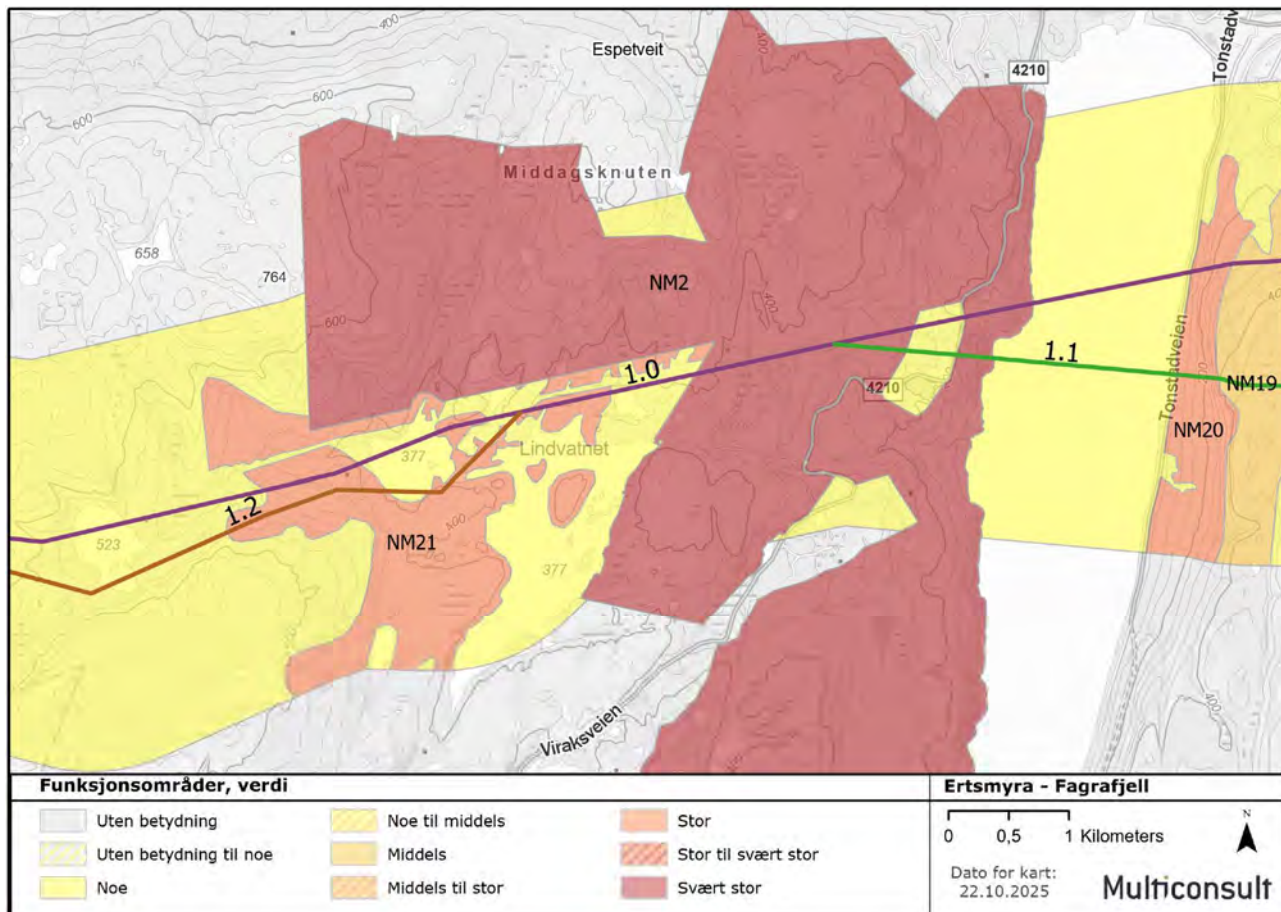 400
Espetveit
4210
Tonstadv
600
600
400
Middagsknuten
658
764
NM2
400
600
1.0
1.1
4210
NM19
Tonstadveien
NM20
Lindvatnet
377
1.2
400
523
NM21
377
Viraksveien
400
Funksjonsområder, verdi
Uten betydning
Noe til middels
Stor
Uten betydning til noe
Middels
Stor til svært stor
Noe
Middels til stor
Svært stor
Ertsmyra - Fagrafjell
0 0,5 1 Kilometers
N
Dato for kart:
22.10.2025
Multiconsult